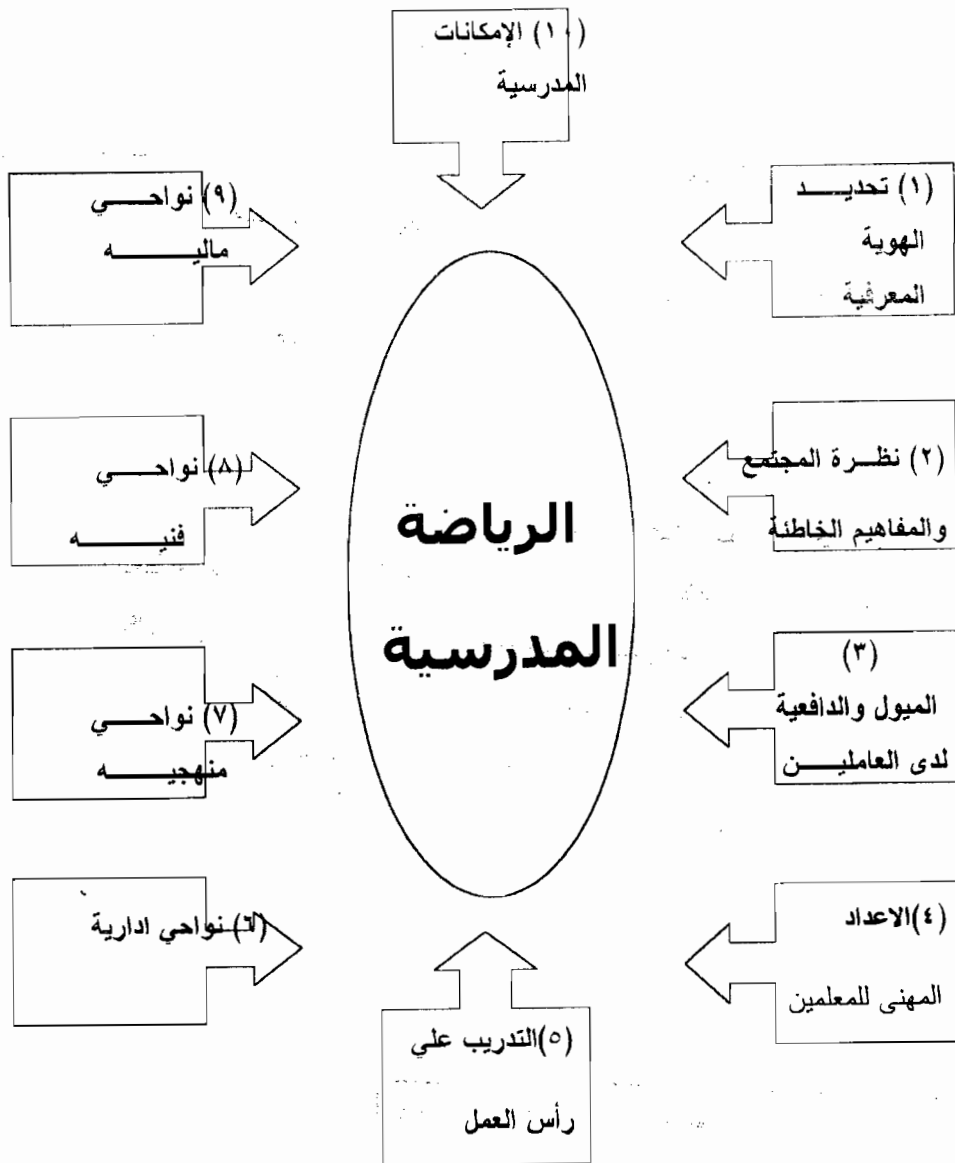 (١٠) الإمكانات
المدرسية
(١) تحديد
الهوية
المعرفية
(٢) نظرة المجتمع
والمفاهيم الخاطئة
(٣)
الميول والدافعية
لدى العاملين
(٤) الاعداد
المهنى للمعلمين
(٥) التدريب علي
رأس العمل
(٦) نواحي ادارية
(٧) نواحي
منهجيه
(٨) نواحي
فنيه
(٩) نواحي
ماليه
الرياضة
المدرسية